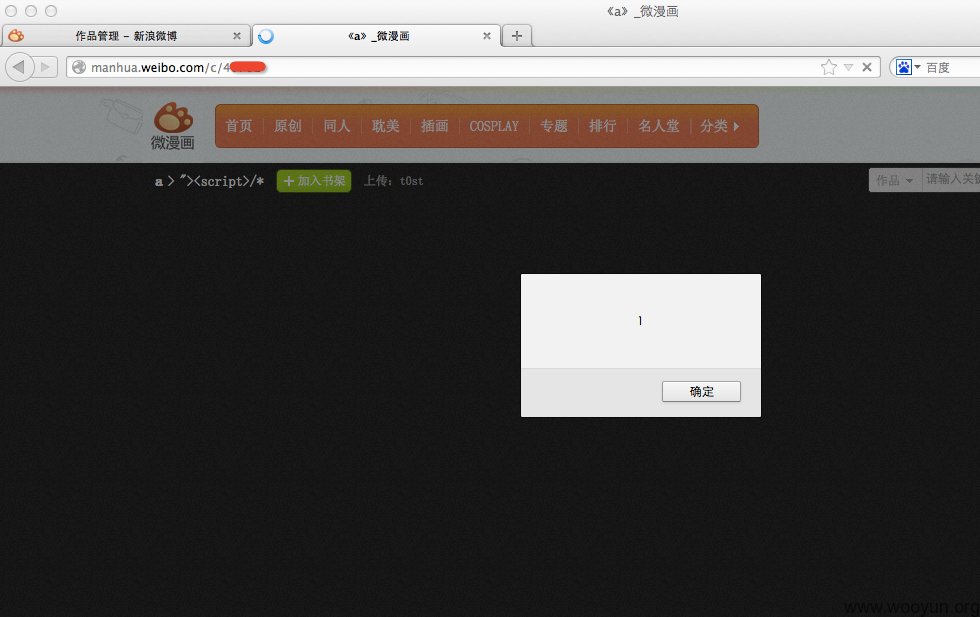 《a》_微漫画
作品管理 - 新浪微博
《a》_微漫画
manhua.weibo.com/c/4
百度
微漫画
首页 原创 同人 耽美 插画 COSPLAY 专题 排行 名人堂 分类
a > "><script>/* + 加入书架 上传: t0st
作品 请输入关键
1
确定
www.wooyun.org